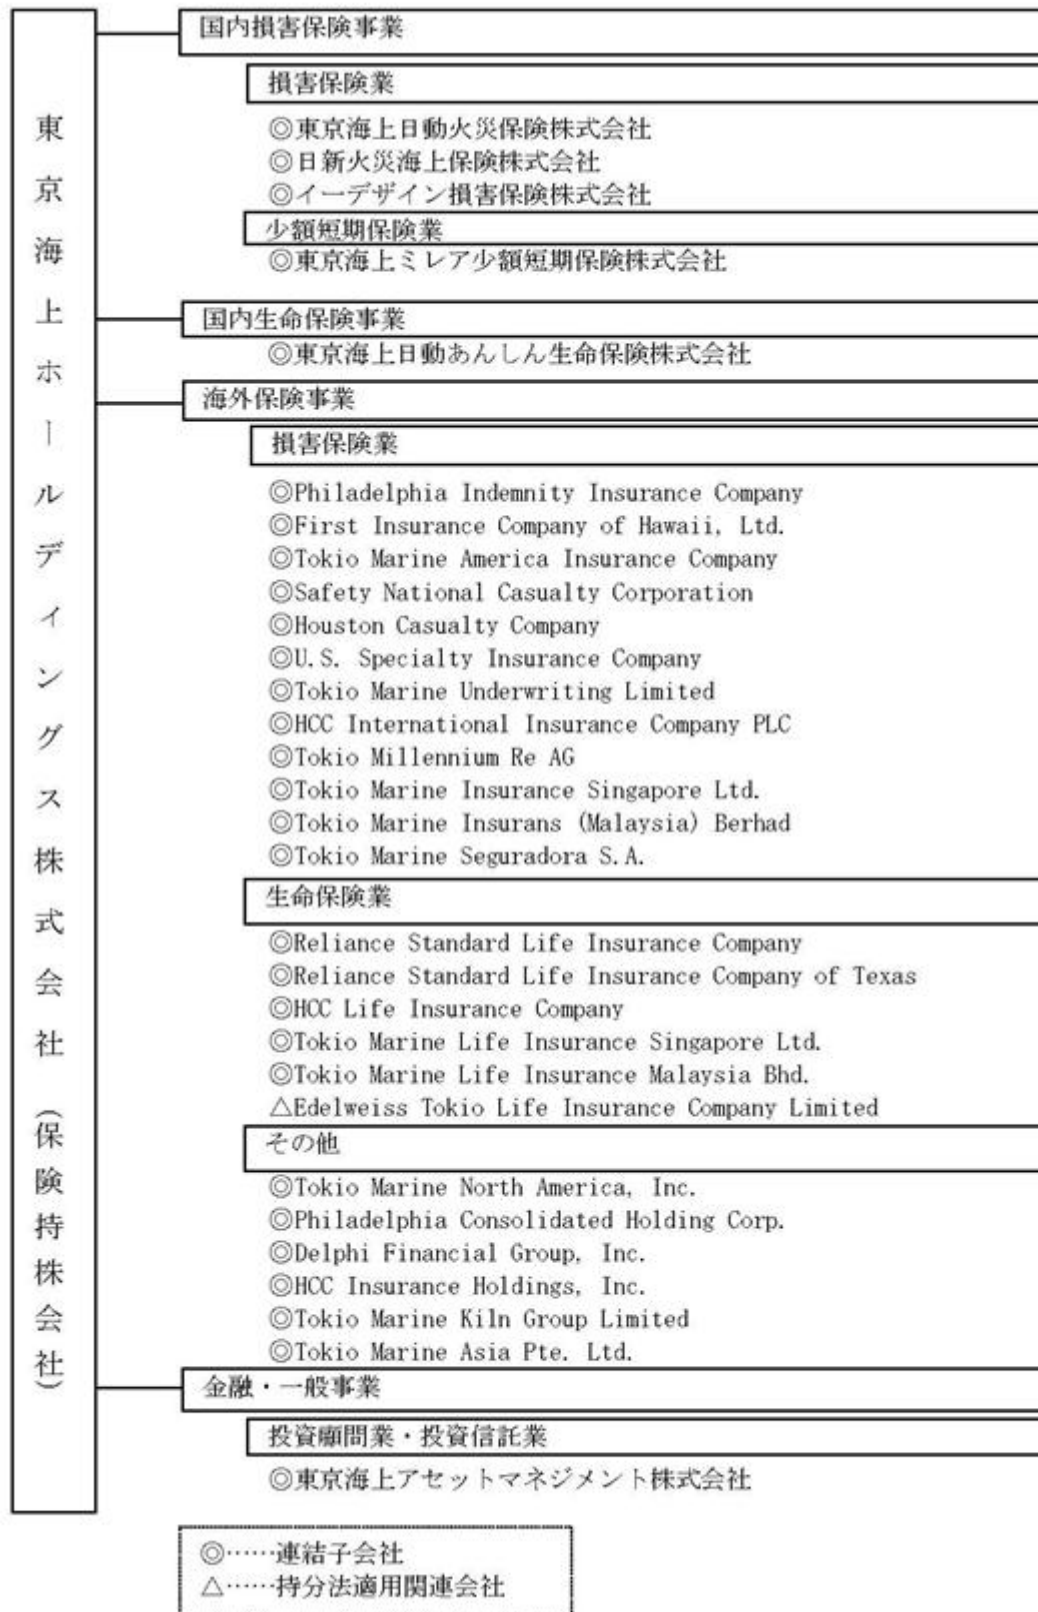 東京海上ホールディングス株式会社（保険持株会社）
国内損害保険事業
損害保険業
◎東京海上日動火災保険株式会社
◎日新火災海上保険株式会社
◎イーデザイン損害保険株式会社
少額短期保険業
◎東京海上ミレア少額短期保険株式会社
国内生命保険事業
◎東京海上日動あんしん生命保険株式会社
海外保険事業
損害保険業
◎Philadelphia Indemnity Insurance Company
◎First Insurance Company of Hawaii, Ltd.
◎Tokio Marine America Insurance Company
◎Safety National Casualty Corporation
◎Houston Casualty Company
◎U.S. Specialty Insurance Company
◎Tokio Marine Underwriting Limited
◎HCC International Insurance Company PLC
◎Tokio Millennium Re AG
◎Tokio Marine Insurance Singapore Ltd.
◎Tokio Marine Insurans (Malaysia) Berhad
◎Tokio Marine Seguradora S.A.
生命保険業
◎Reliance Standard Life Insurance Company
◎Reliance Standard Life Insurance Company of Texas
◎HCC Life Insurance Company
◎Tokio Marine Life Insurance Singapore Ltd.
◎Tokio Marine Life Insurance Malaysia Bhd.
△Edelweiss Tokio Life Insurance Company Limited
その他
◎Tokio Marine North America, Inc.
◎Philadelphia Consolidated Holding Corp.
◎Delphi Financial Group, Inc.
◎HCC Insurance Holdings, Inc.
◎Tokio Marine Kiln Group Limited
◎Tokio Marine Asia Pte. Ltd.
金融・一般事業
投資顧問業・投資信託業
◎東京海上アセットマネジメント株式会社
◎……連結子会社
△……持分法適用関連会社